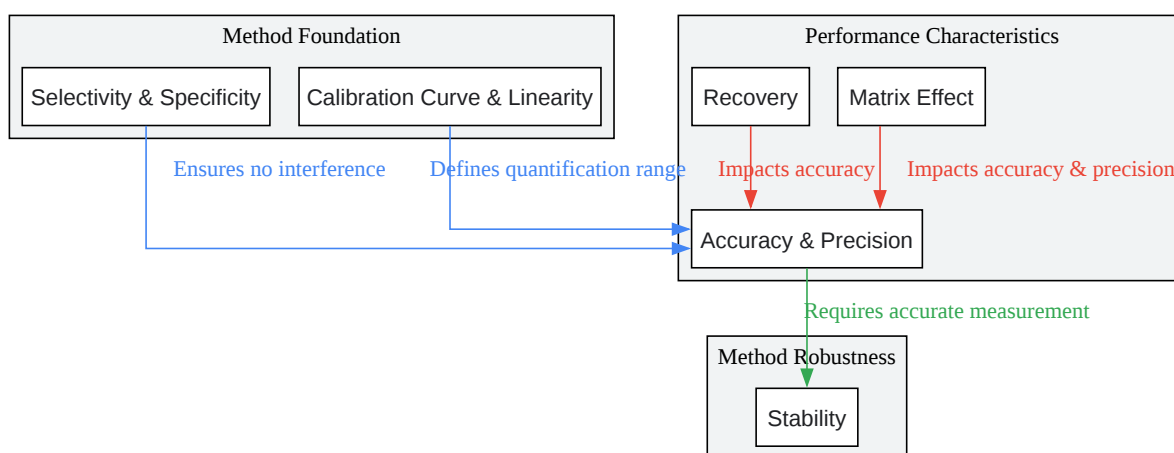 Method Foundation
Performance Characteristics
Selectivity & Specificity
Calibration Curve & Linearity
Recovery
Matrix Effect
Ensures no interference
Defines quantification range
Impacts accuracy
Impacts accuracy & precision
Accuracy & Precision
Requires accurate measurement
Method Robustness
Stability